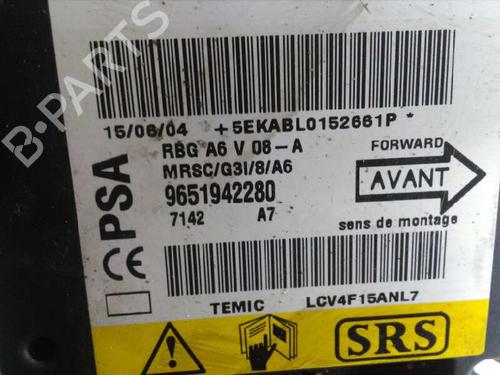 15/06/04 +5EKABL0152661P *
RBG A6 V 08-A
MRSC/G3I/8/A6
9651942280
7142 A7
FORWARD
AVANT
sens de montage
PSA
CE
TEMIC LCV4F15ANL7
SRS
B-PARTS